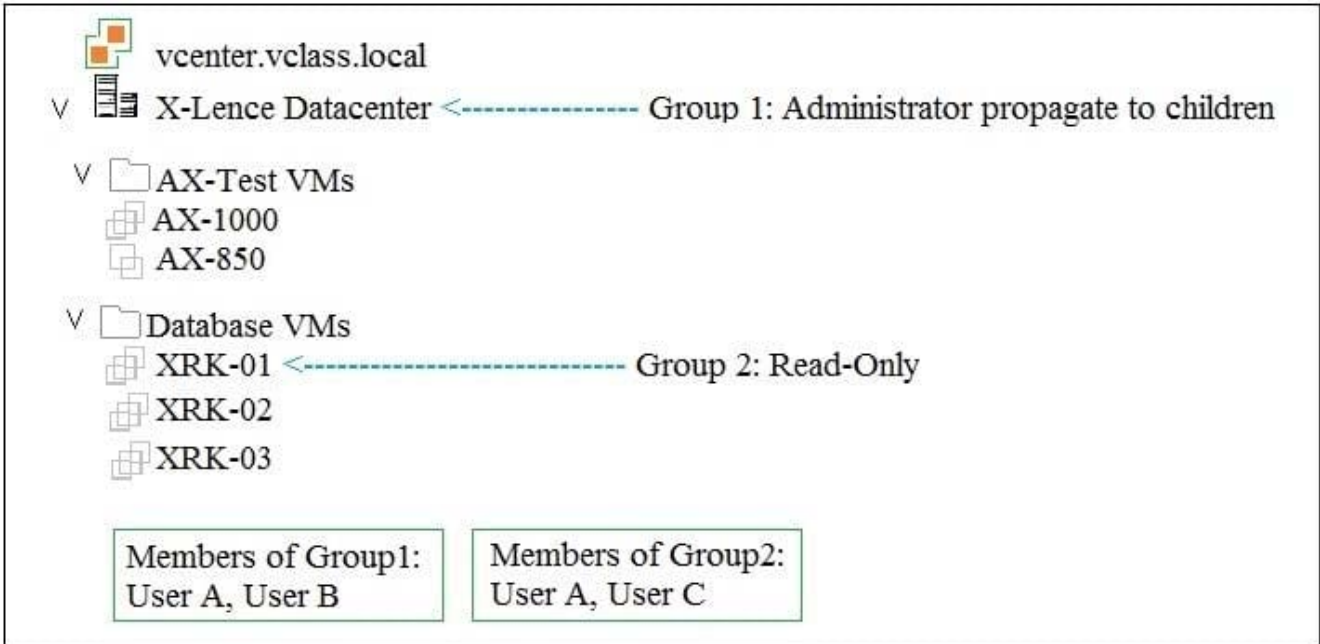 vcenter.vclass.local
X-Lence Datacenter <--------------- Group 1: Administrator propagate to children
AX-Test VMs
AX-1000
AX-850
Database VMs
XRK-01 <-------------------------- Group 2: Read-Only
XRK-02
XRK-03
Members of Group1:
User A, User B
Members of Group2:
User A, User C